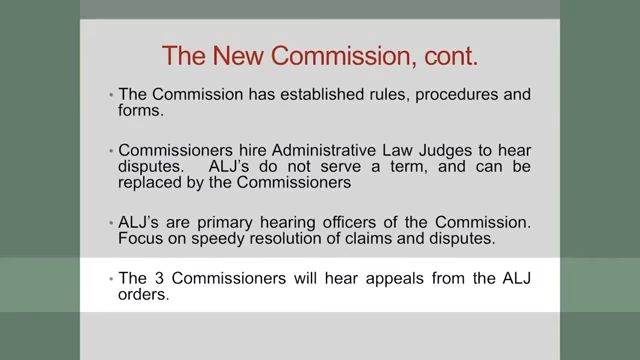 The New Commission, cont.
• The Commission has established rules, procedures and
forms.
• Commissioners hire Administrative Law Judges to hear
disputes. ALJ's do not serve a term, and can be
replaced by the Commissioners
• ALJ's are primary hearing officers of the Commission.
Focus on speedy resolution of claims and disputes.
• The 3 Commissioners will hear appeals from the ALJ
orders.